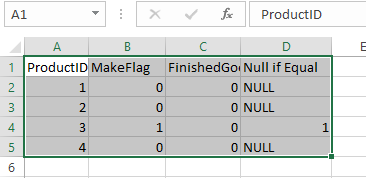 A1 ProductID
A B C D E
1 ProductID MakeFlag FinishedGoo Null if Equal
2 1 0 0 NULL
3 2 0 0 NULL
4 3 1 0 1
5 4 0 0 NULL
6